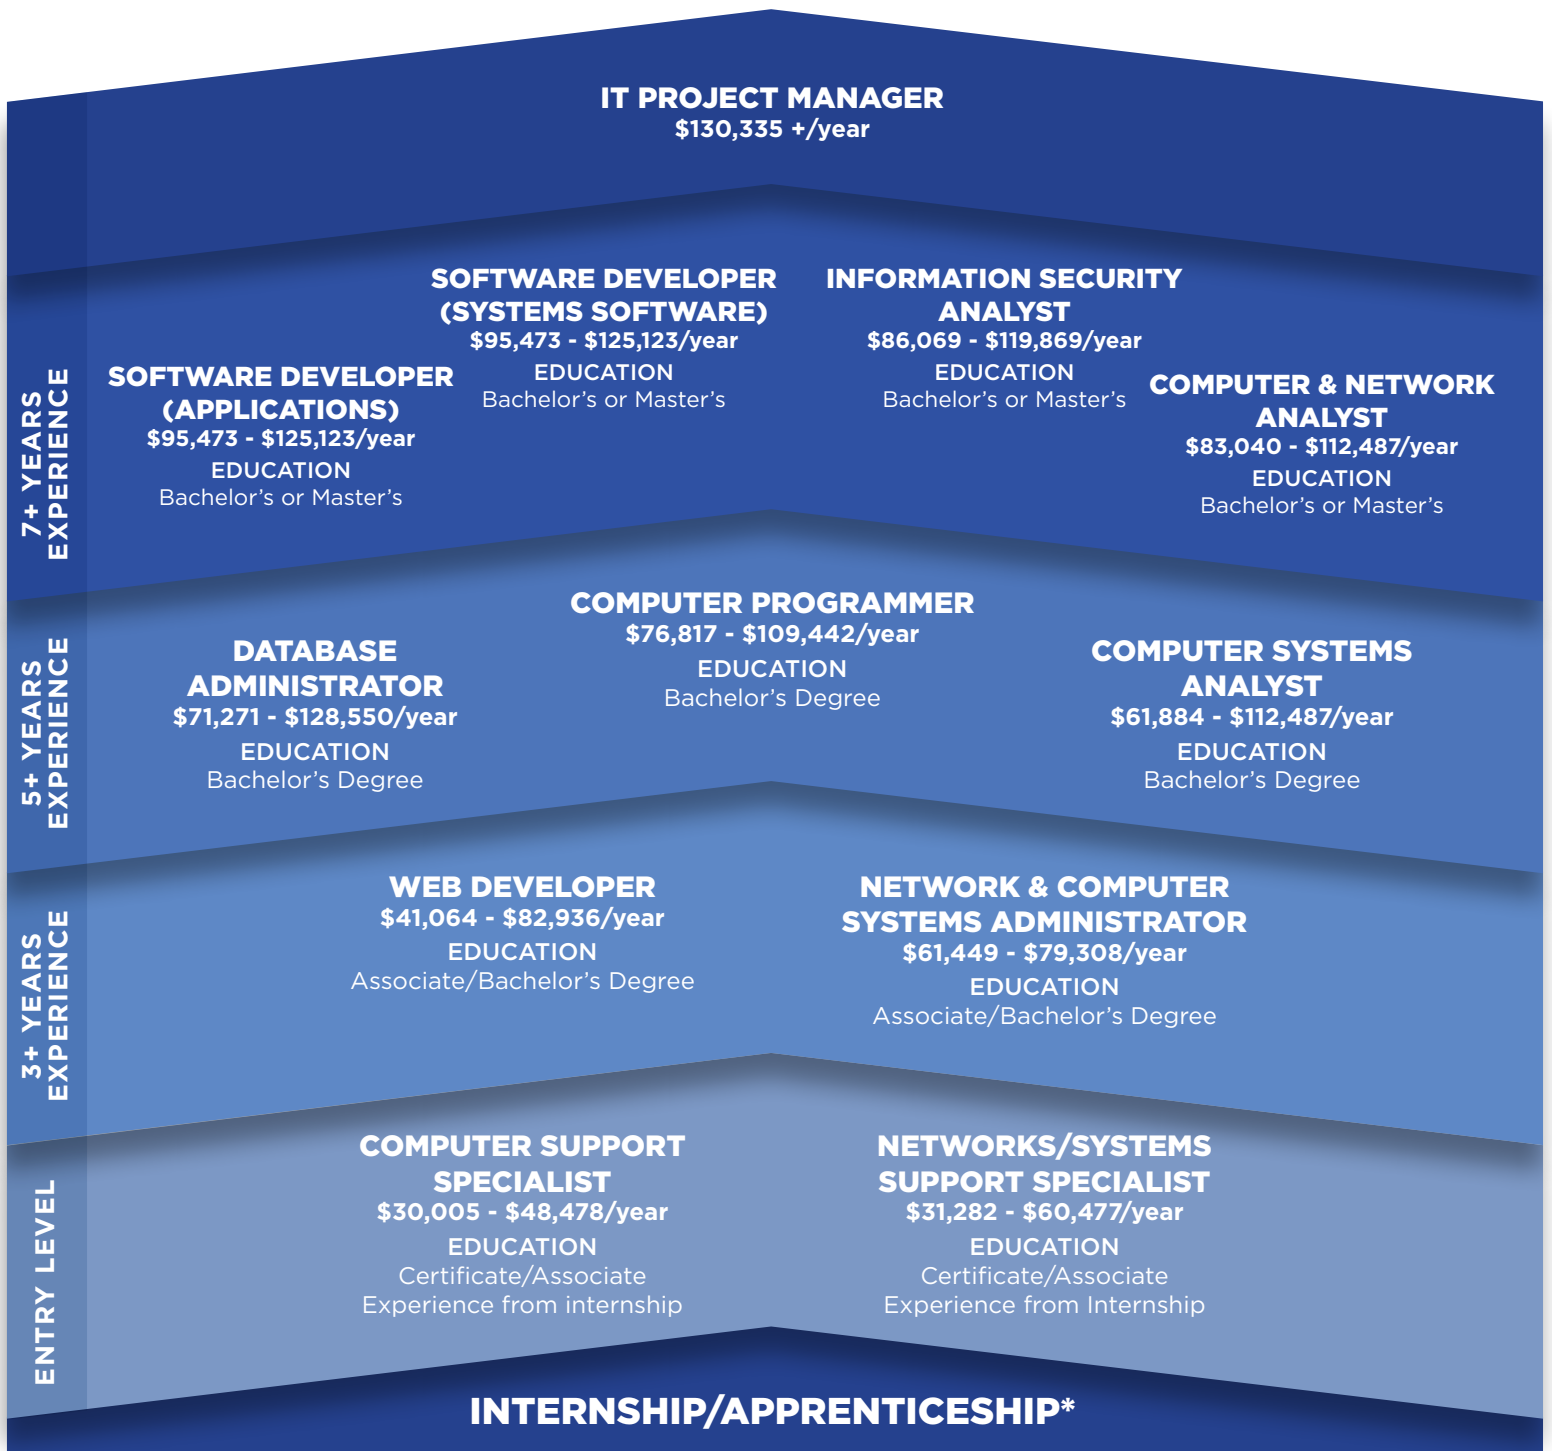 IT PROJECT MANAGER
$130,335 +/year
7+ YEARS
EXPERIENCE
SOFTWARE DEVELOPER
(APPLICATIONS)
$95,473 - $125,123/year
EDUCATION
Bachelor’s or Master’s
SOFTWARE DEVELOPER
(SYSTEMS SOFTWARE)
$95,473 - $125,123/year
EDUCATION
Bachelor’s or Master’s
INFORMATION SECURITY
ANALYST
$86,069 - $119,869/year
EDUCATION
Bachelor’s or Master’s
COMPUTER & NETWORK
ANALYST
$83,040 - $112,487/year
EDUCATION
Bachelor’s or Master’s
5+ YEARS
EXPERIENCE
DATABASE
ADMINISTRATOR
$71,271 - $128,550/year
EDUCATION
Bachelor’s Degree
COMPUTER PROGRAMMER
$76,817 - $109,442/year
EDUCATION
Bachelor’s Degree
COMPUTER SYSTEMS
ANALYST
$61,884 - $112,487/year
EDUCATION
Bachelor’s Degree
3+ YEARS
EXPERIENCE
WEB DEVELOPER
$41,064 - $82,936/year
EDUCATION
Associate/Bachelor’s Degree
NETWORK & COMPUTER
SYSTEMS ADMINISTRATOR
$61,449 - $79,308/year
EDUCATION
Associate/Bachelor’s Degree
ENTRY LEVEL
COMPUTER SUPPORT
SPECIALIST
$30,005 - $48,478/year
EDUCATION
Certificate/Associate
Experience from internship
NETWORKS/SYSTEMS
SUPPORT SPECIALIST
$31,282 - $60,477/year
EDUCATION
Certificate/Associate
Experience from Internship
INTERNSHIP/APPRENTICESHIP*